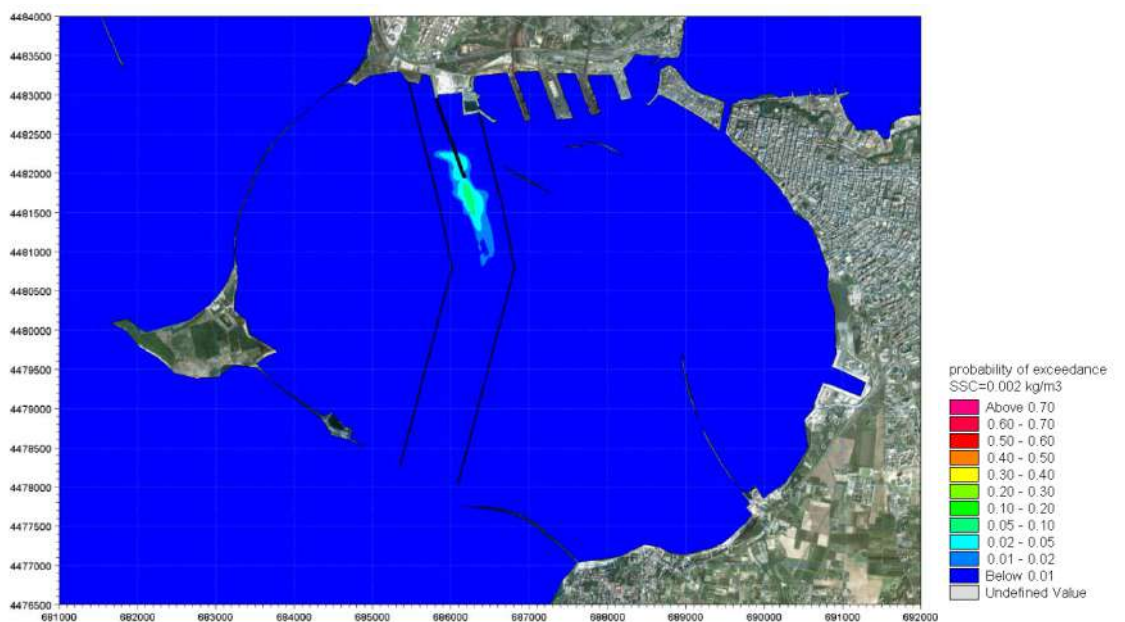 4484000
4483500
4483000
4482500
4482000
4481500
4481000
4480500
4480000
4479500
4479000
4478500
4478000
4477500
4477000
4476500
681000 682000 683000 684000 685000 686000 687000 688000 689000 690000 691000 692000
probability of exceedance
SSC=0.002 kg/m3
Above 0.70
0.60 - 0.70
0.50 - 0.60
0.40 - 0.50
0.30 - 0.40
0.20 - 0.30
0.10 - 0.20
0.05 - 0.10
0.02 - 0.05
0.01 - 0.02
Below 0.01
Undefined Value